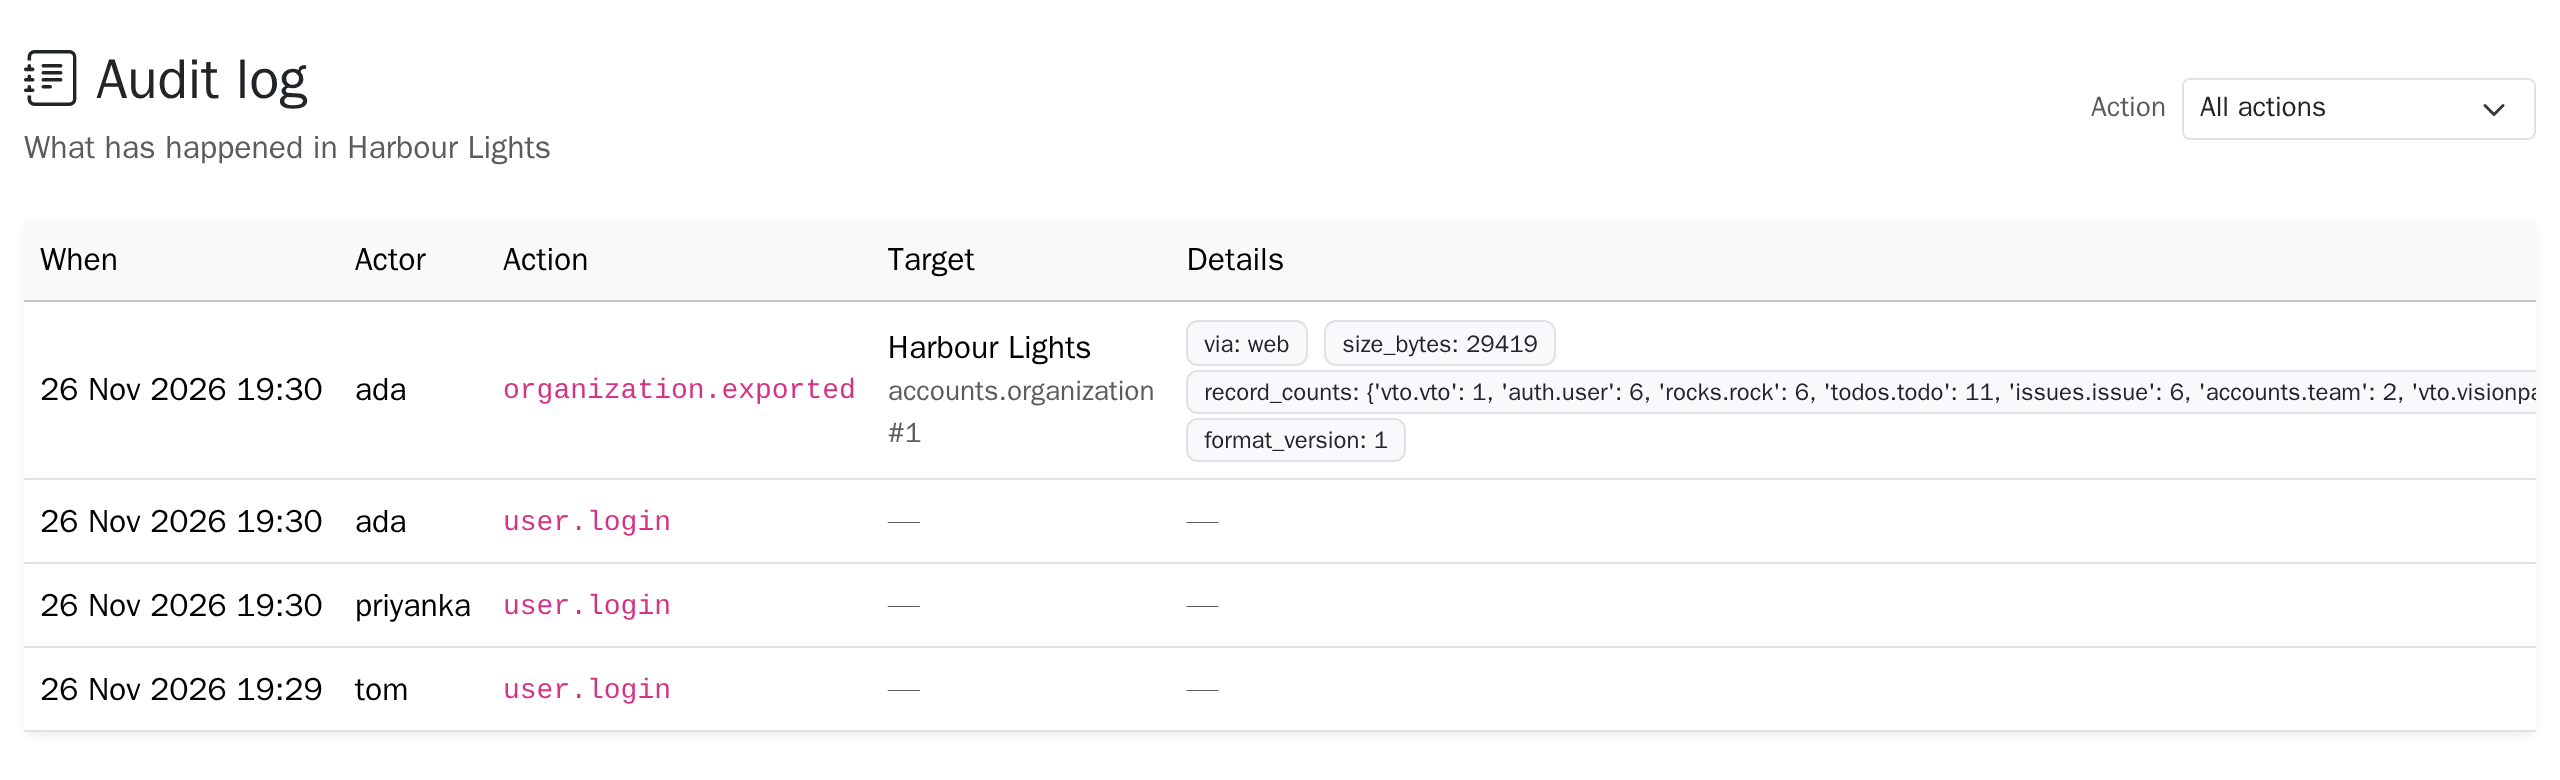 Audit log
What has happened in Harbour Lights
Action All actions
When Actor Action Target Details
26 Nov 2026 19:30 ada organization.exported Harbour Lights accounts.organization #1 via: web size_bytes: 29419
record_counts: {'vto.vto': 1, 'auth.user': 6, 'rocks.rock': 6, 'todos.todo': 11, 'issues.issue': 6, 'accounts.team': 2,
format_version: 1
26 Nov 2026 19:30 ada user.login — —
26 Nov 2026 19:30 priyanka user.login — —
26 Nov 2026 19:29 tom user.login — —